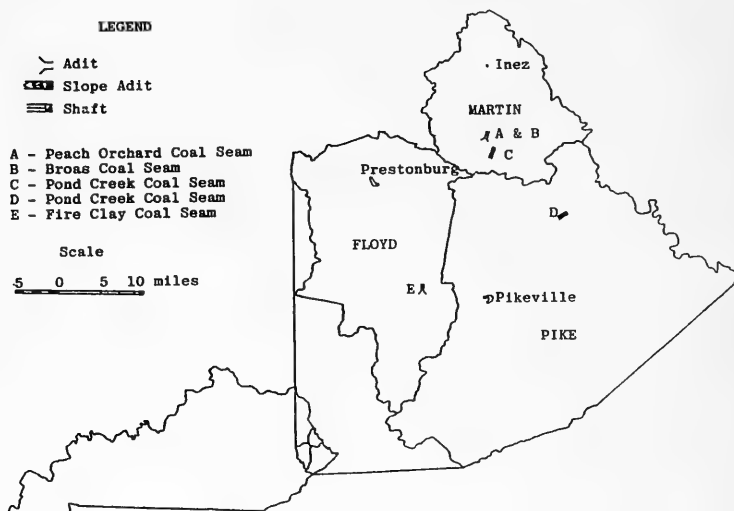 LEGEND
Adit
Slope Adit
Shaft
A - Peach Orchard Coal Seam
B - Broas Coal Seam
C - Pond Creek Coal Seam
D - Pond Creek Coal Seam
E - Fire Clay Coal Seam
Scale
5 0 5 10 miles
Inez
MARTIN
A & B
C
Prestonburg
D
FLOYD
E
Pikeville
PIKE